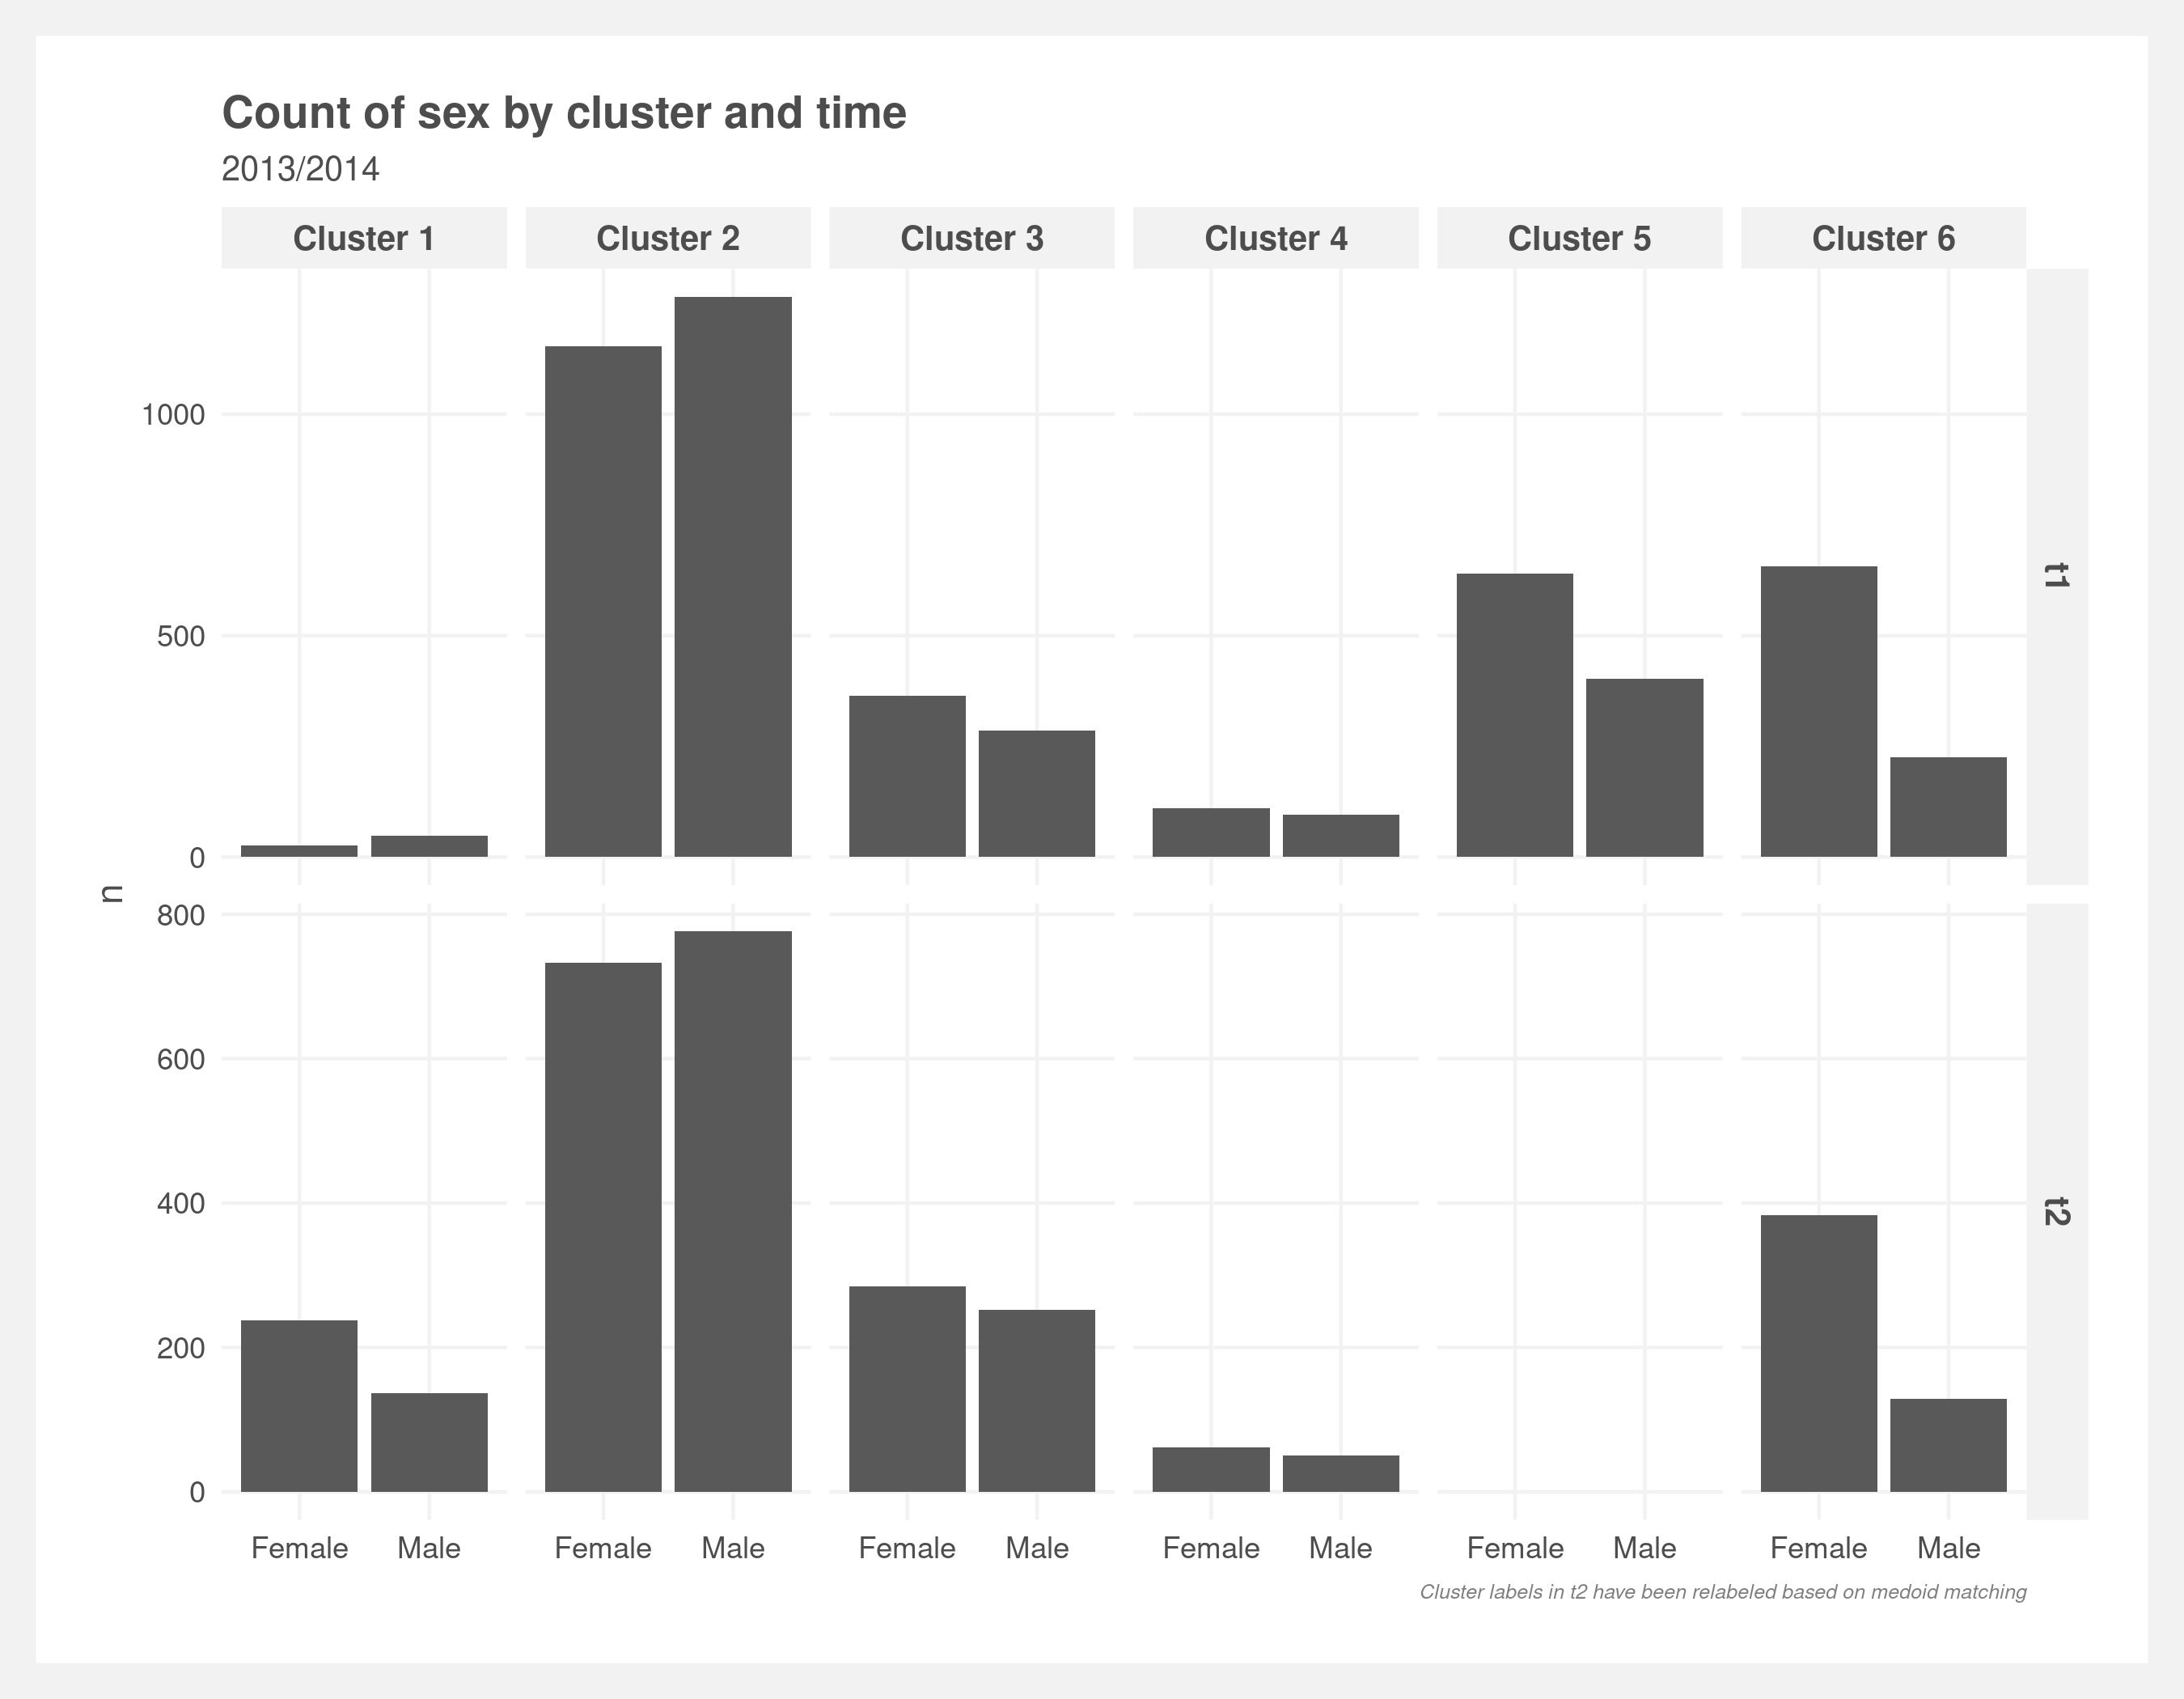 Count of sex by cluster and time
2013/2014
Cluster 1 Cluster 2 Cluster 3 Cluster 4 Cluster 5 Cluster 6
1000
500
0
t1
n
800
600
400
200
0
t2
Female Male Female Male Female Male Female Male Female Male Female Male
Cluster labels in t2 have been relabeled based on medoid matching